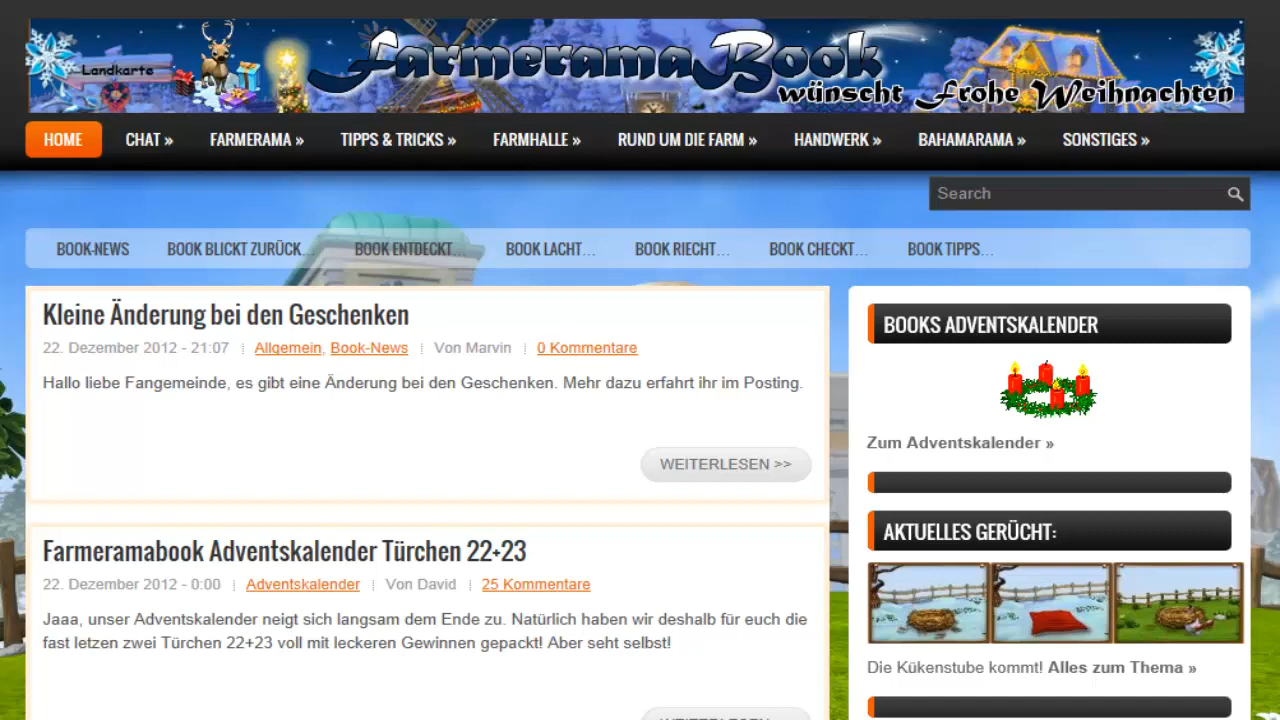 Landkarte
FarmeramaBook
wünscht Frohe Weihnachten
HOME CHAT » FARMERAMA » TIPPS & TRICKS » FARMHALLE » RUND UM DIE FARM » HANDWERK » BAHAMARAMA » SONSTIGES »
Search
BOOK-NEWS BOOK BLICKT ZURÜCK... BOOK ENTDECKT... BOOK LACHT... BOOK RIECHT... BOOK CHECKT... BOOK TIPPS...
Kleine Änderung bei den Geschenken
22. Dezember 2012 - 21:07 Allgemein, Book-News Von Marvin 0 Kommentare
Hallo liebe Fangemeinde, es gibt eine Änderung bei den Geschenken. Mehr dazu erfahrt ihr im Posting.
WEITERLESEN >>
Farmeramabook Adventskalender Türchen 22+23
22. Dezember 2012 - 0:00 Adventskalender Von David 25 Kommentare
Jaaa, unser Adventskalender neigt sich langsam dem Ende zu. Natürlich haben wir deshalb für euch die
fast letzen zwei Türchen 22+23 voll mit leckeren Gewinnen gepackt! Aber seht selbst!
BOOKS ADVENTSKALENDER
Zum Adventskalender »
AKTUELLES GERÜCHT:
Die Kükenstube kommt! Alles zum Thema »